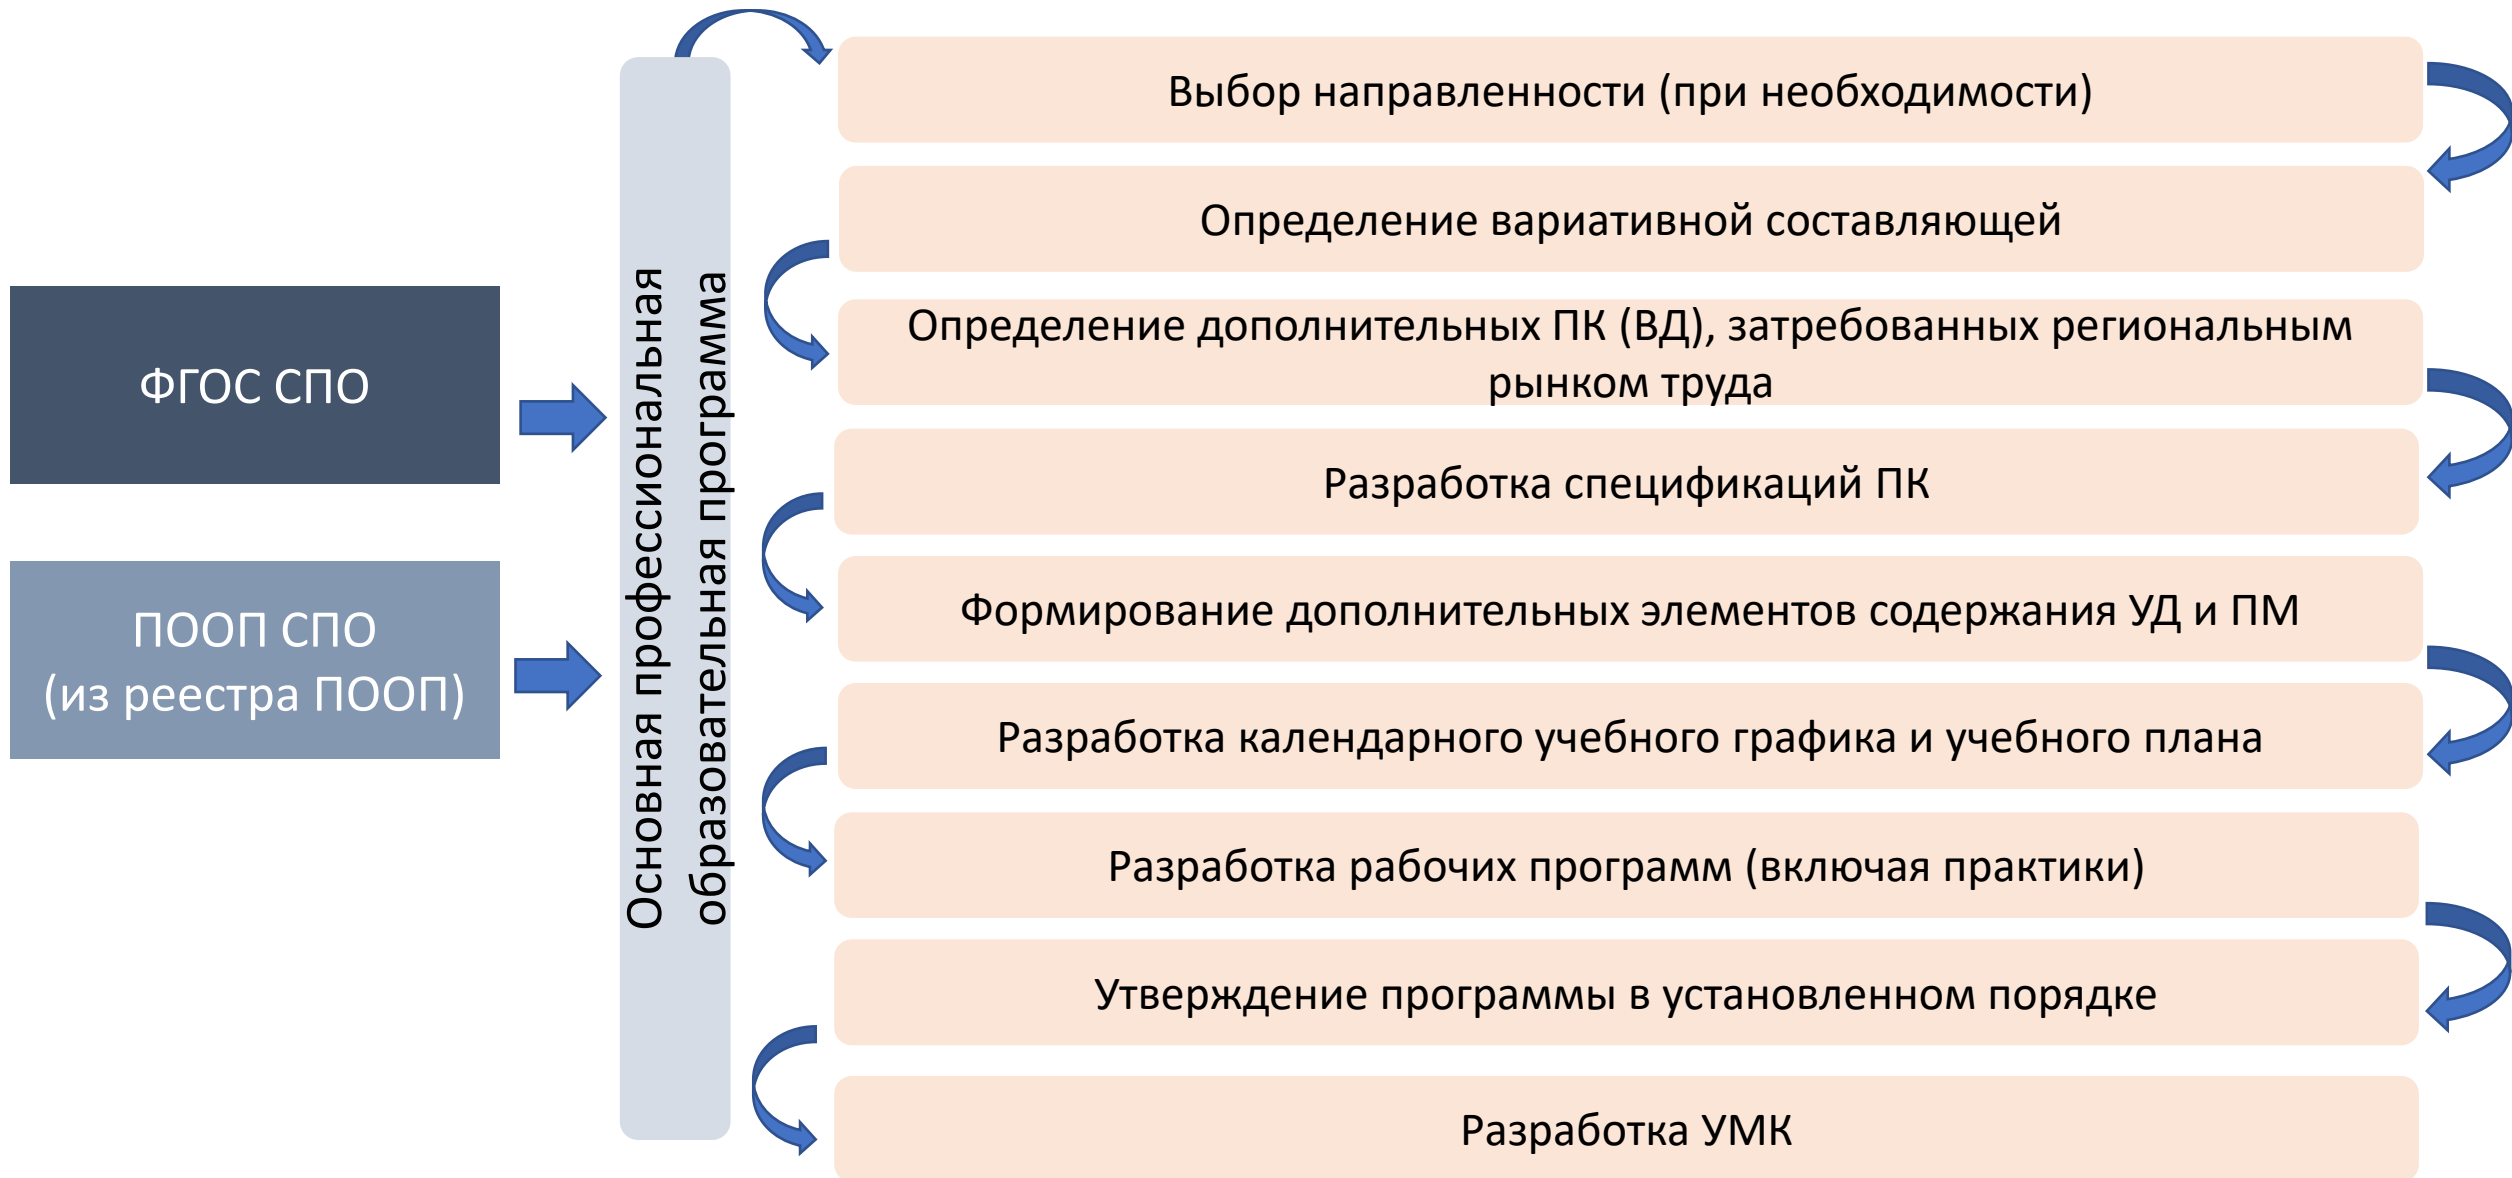 ФГОС СПО
ПООП СПО
(из реестра ПООП)
Основная профессиональная
образовательная программа
Выбор направленности (при необходимости)
Определение вариативной составляющей
Определение дополнительных ПК (ВД), затребованных региональным
рынком труда
Разработка спецификаций ПК
Формирование дополнительных элементов содержания УД и ПМ
Разработка календарного учебного графика и учебного плана
Разработка рабочих программ (включая практики)
Утверждение программы в установленном порядке
Разработка УМК